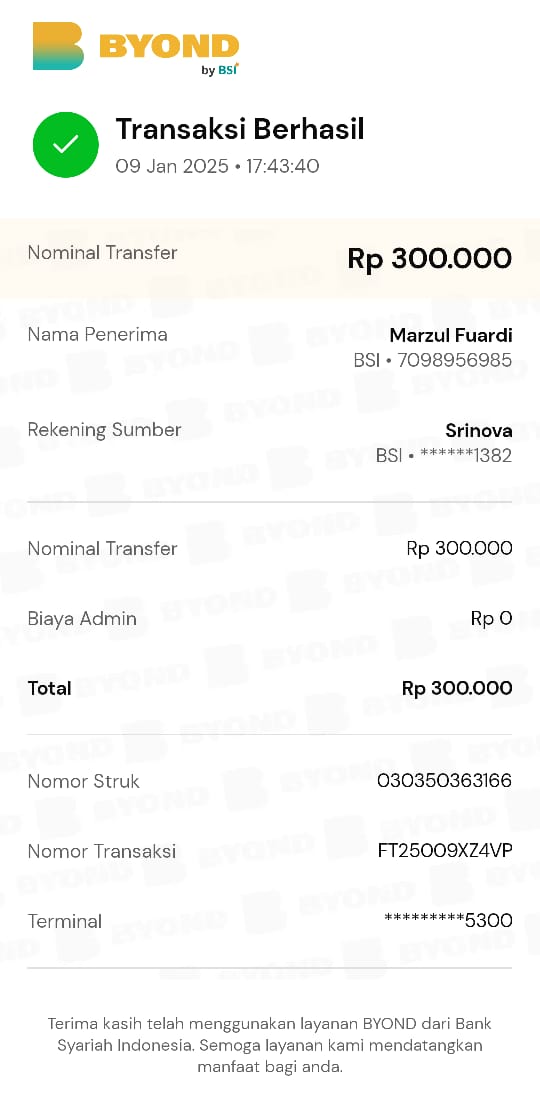 BYOND
by BSI
Transaksi Berhasil
09 Jan 2025 • 17:43:40
Nominal Transfer Rp 300.000
Nama Penerima Marzul Fuardi
BSI • 7098956985
Rekening Sumber Srinova
BSI • ******1382
Nominal Transfer Rp 300.000
Biaya Admin Rp 0
Total Rp 300.000
Nomor Struk 030350363166
Nomor Transaksi FT25009XZ4VP
Terminal *********5300
Terima kasih telah menggunakan layanan BYOND dari Bank
Syariah Indonesia. Semoga layanan kami mendatangkan
manfaat bagi anda.